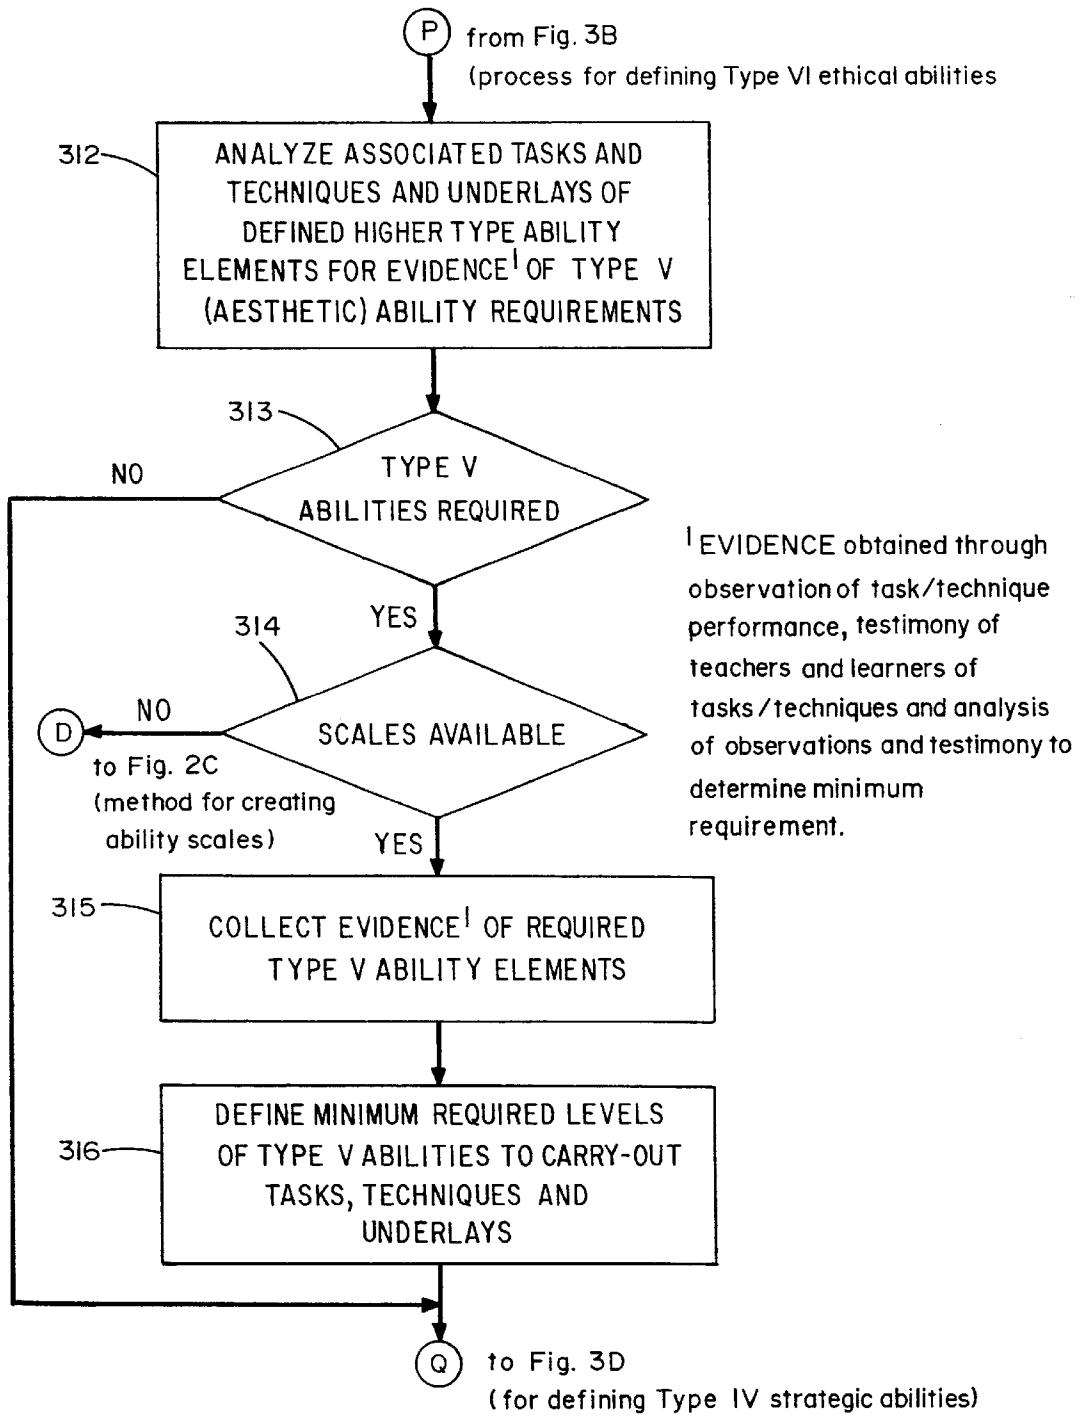 P
from Fig. 3B
(process for defining Type VI ethical abilities
312
ANALYZE ASSOCIATED TASKS AND
TECHNIQUES AND UNDERLAYS OF
DEFINED HIGHER TYPE ABILITY
ELEMENTS FOR EVIDENCE¹ OF TYPE V
(AESTHETIC) ABILITY REQUIREMENTS
313
NO
TYPE V
ABILITIES REQUIRED
YES
314
NO
SCALES AVAILABLE
D
to Fig. 2C
(method for creating
ability scales)
YES
¹ EVIDENCE obtained through
observation of task/technique
performance, testimony of
teachers and learners of
tasks/techniques and analysis
of observations and testimony to
determine minimum
requirement.
315
COLLECT EVIDENCE¹ OF REQUIRED
TYPE V ABILITY ELEMENTS
316
DEFINE MINIMUM REQUIRED LEVELS
OF TYPE V ABILITIES TO CARRY-OUT
TASKS, TECHNIQUES AND
UNDERLAYS
Q
to Fig. 3D
(for defining Type IV strategic abilities)